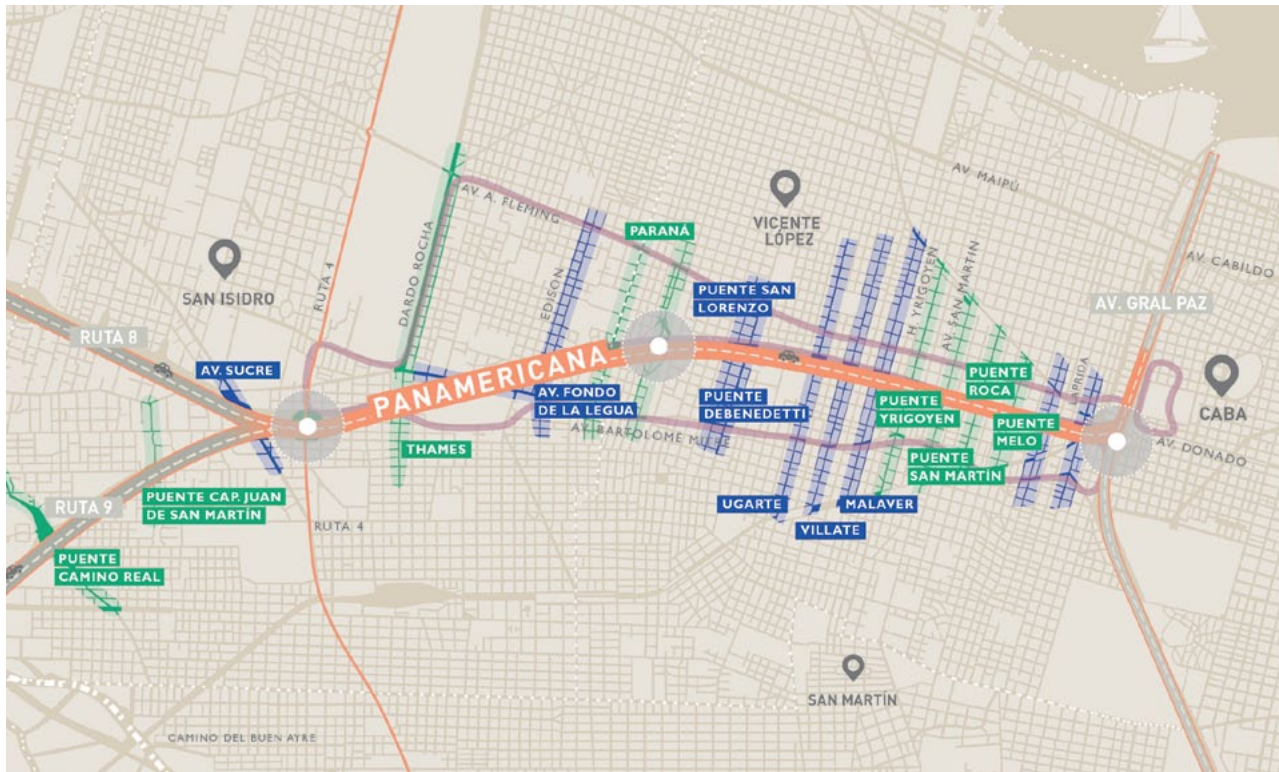 AV. MAIPÚ
AV. A. FLEMING
VICENTE
LÓPEZ
PARANÁ
AV. CABILDO
SAN ISIDRO
RUTA 4
DARDO ROCHA
EDISON
H. YRIGOYEN
AV. SAN MARTIN
PUENTE SAN
LORENZO
AV. GRAL PAZ
RUTA 8
AV. SUCRE
PANAMERICANA
PUENTE
ROCA
CABA
AV. FONDO
DE LA LEGUA
PUENTE
DEBENEDETTI
PUENTE
YRIGOYEN
PUENTE
MELO
AV. BARTOLOMÉ MITRE
AV. DONADO
THAMES
PUENTE
SAN MARTÍN
RUTA 9
PUENTE CAP. JUAN
DE SAN MARTÍN
UGARTE
MALAVER
VILLATE
RUTA 4
PUENTE
CAMINO REAL
SAN MARTÍN
CAMINO DEL BUEN AYRE